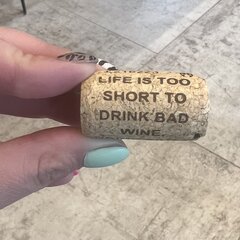 LIFE IS TOO
SHORT TO
DRINK BAD
WINE